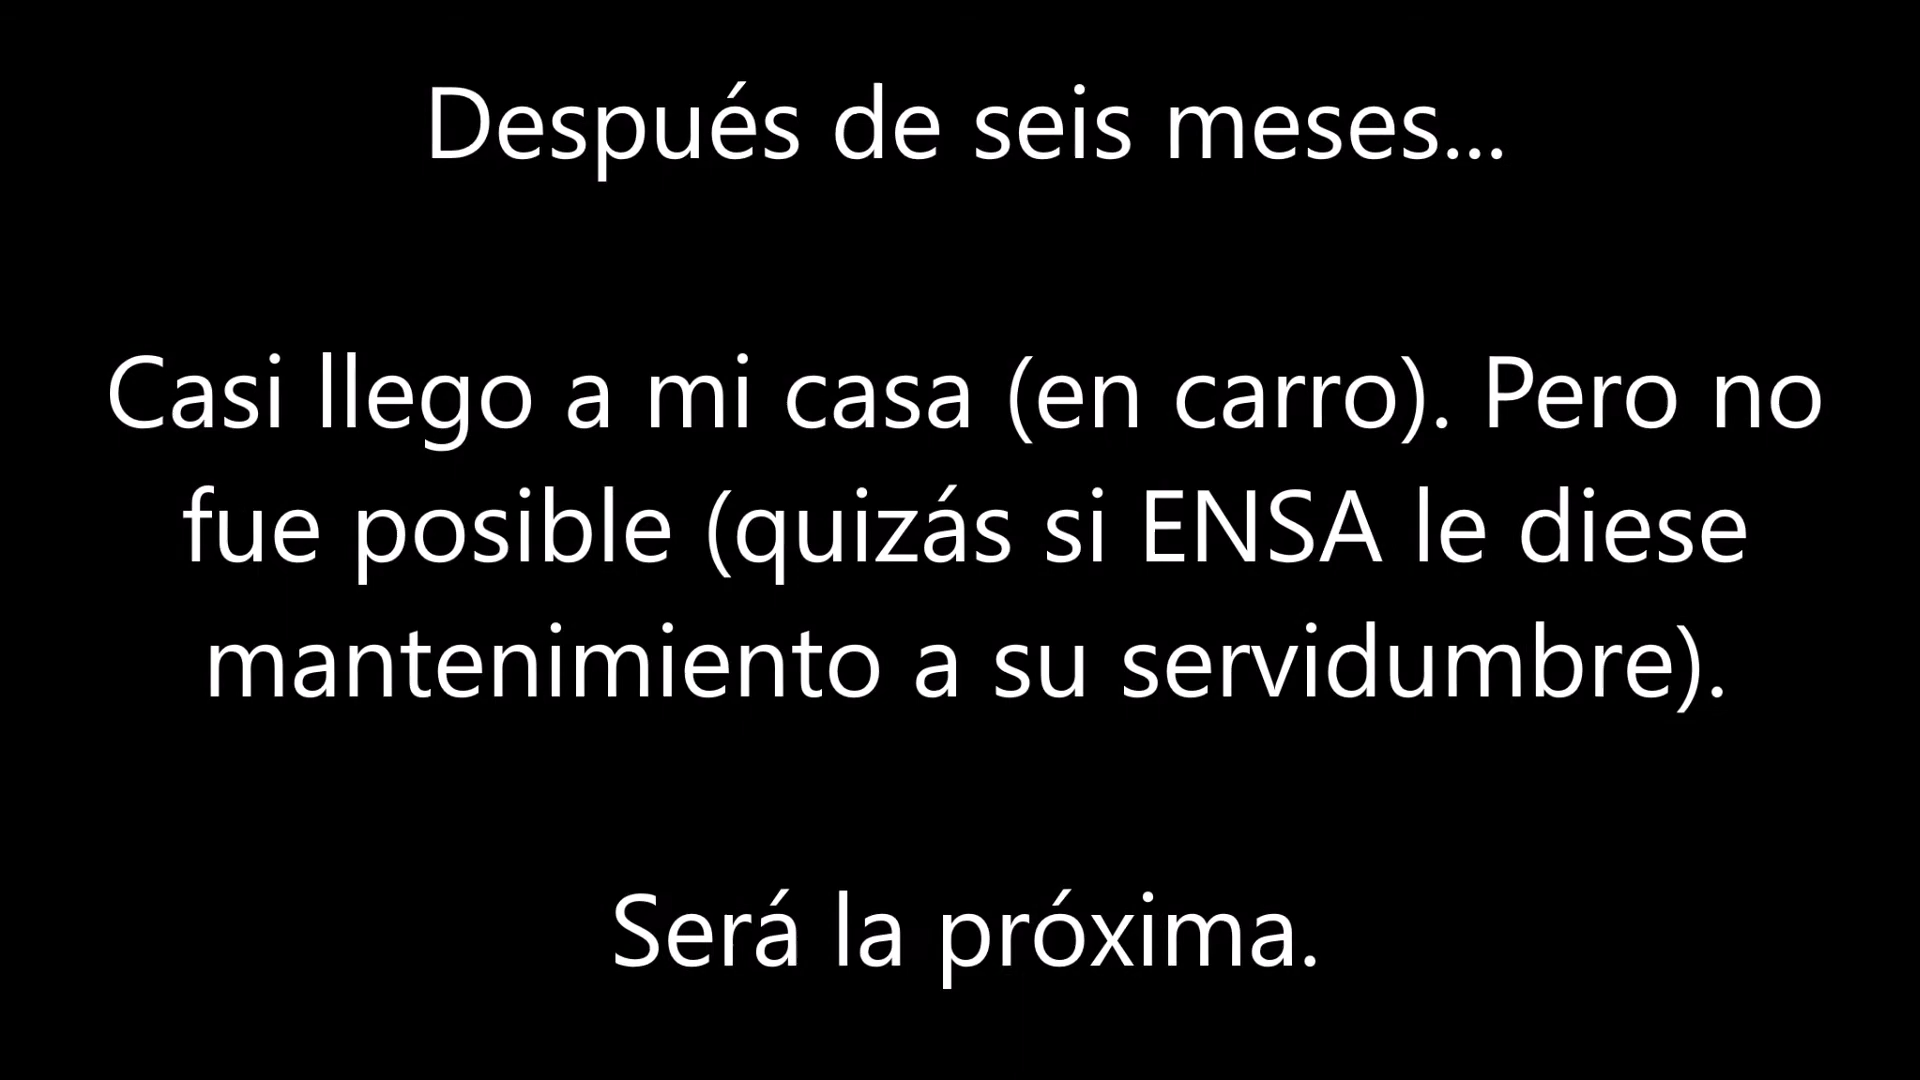 Después de seis meses...
Casi llego a mi casa (en carro). Pero no
fue posible (quizás si ENSA le diese
mantenimiento a su servidumbre).
Será la próxima.